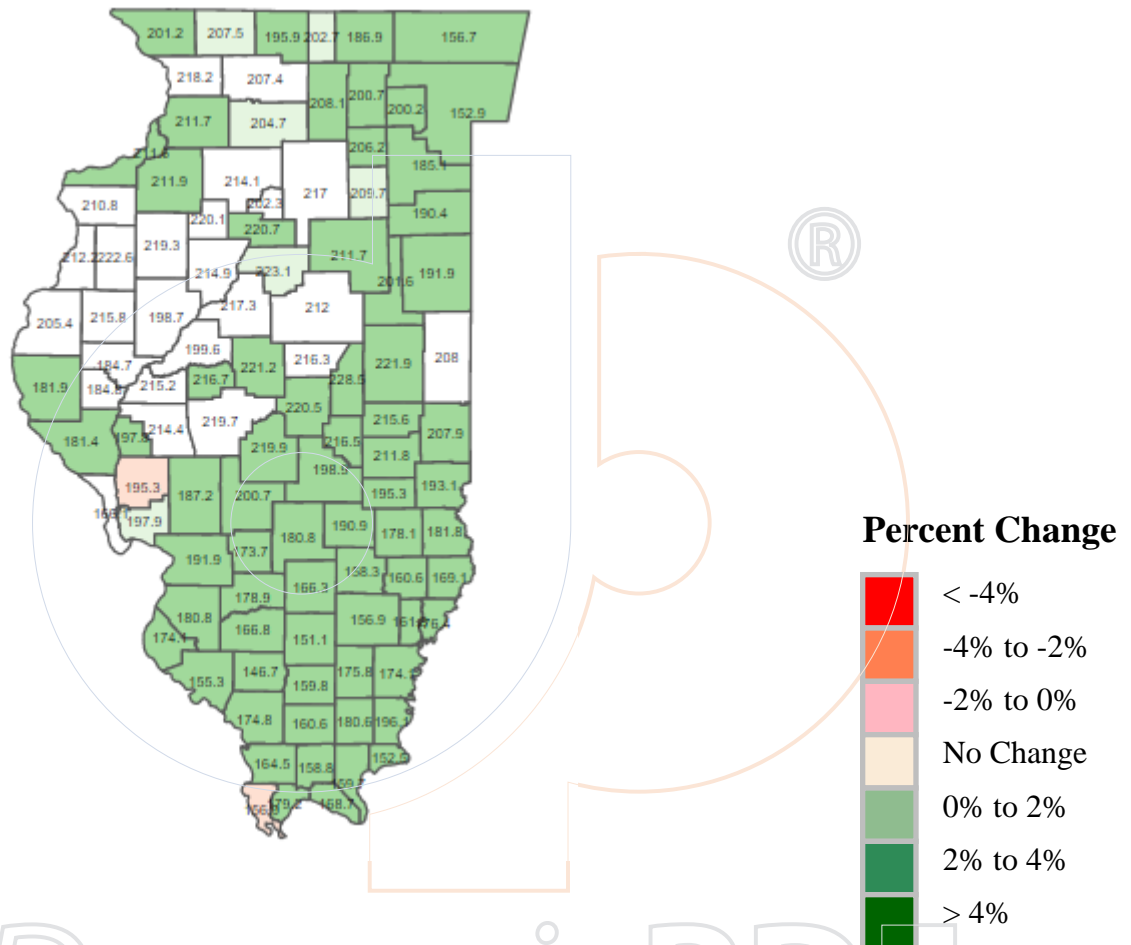 201.2 207.5 195.9 202.7 186.9 156.7
218.2 207.4
208.1 200.7 200.2 152.9
211.7 204.7
206.2
185.1
211.9 214.1 217 209.7
210.8 202.3 190.4
220.1
220.7
212.2 222.6 219.3 211.7
214.9 223.1 201.6 191.9
217.3 212
205.4 215.8 198.7
199.6 216.3 208
184.7 221.2 221.9
181.9 184.8 215.2 216.7 228.5
220.5
219.7 215.6
181.4 214.4 216.5 207.9
219.9 211.8
198.9
195.3 187.2 200.7 195.3 193.1
197.9 190.9
180.8 178.1 181.8
191.9 173.7
166.3 160.6 169.1
178.9
180.8 166.8 156.9
174.1 151.1
155.3 146.7 159.8 175.8
174.8 160.6 180.6 196.1
164.5 158.8
Percent Change
< -4%
-4% to -2%
-2% to 0%
No Change
0% to 2%
2% to 4%
> 4%
®